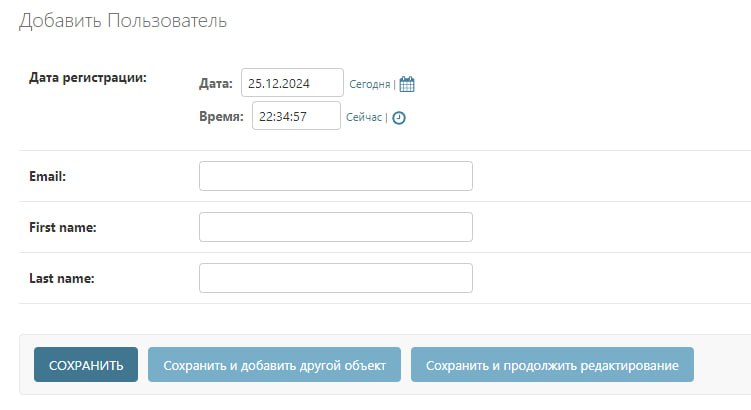 Добавить Пользователь
Дата регистрации: Дата: 25.12.2024 Сегодня |
Время: 22:34:57 Сейчас |
Email:
First name:
Last name:
СОХРАНИТЬ Сохранить и добавить другой объект Сохранить и продолжить редактирование